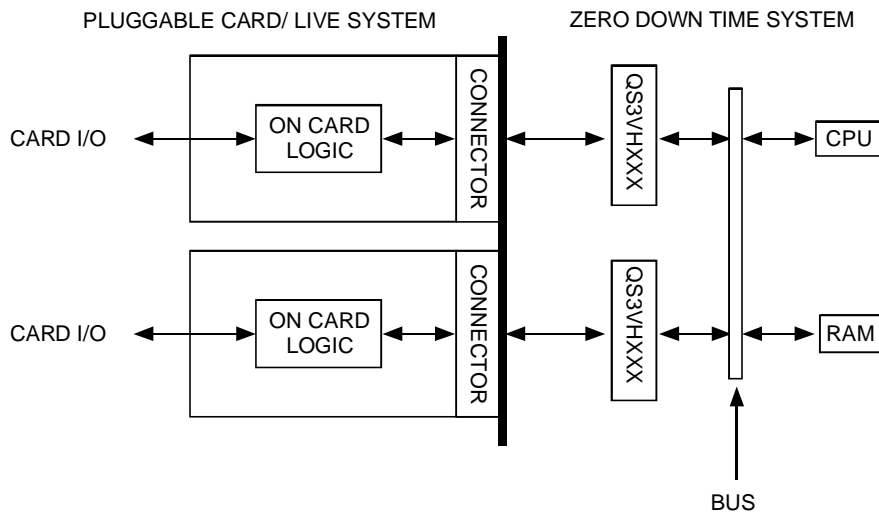 PLUGGABLE CARD/ LIVE SYSTEM
ZERO DOWN TIME SYSTEM
CARD I/O
ON CARD
LOGIC
CONNECTOR
QS3VHXXX
CPU
CARD I/O
ON CARD
LOGIC
CONNECTOR
QS3VHXXX
RAM
BUS